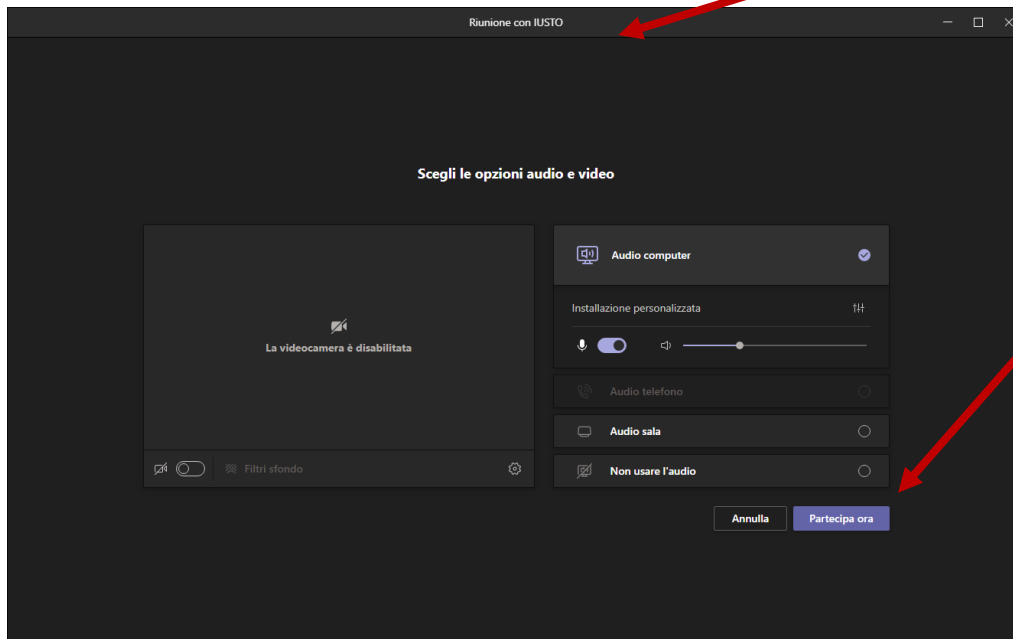 Riunione con IUSTO
Scegli le opzioni audio e video
La videocamera è disabilitata
Filtri sfondo
Audio computer
Installazione personalizzata
Audio telefono
Audio sala
Non usare l'audio
Annulla
Partecipa ora